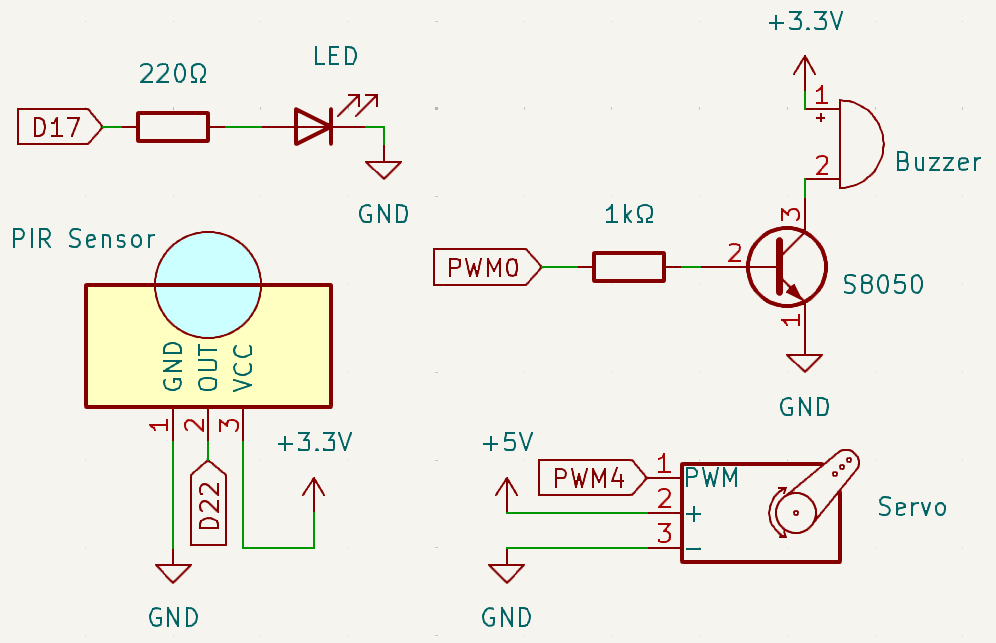 LED
220Ω
D17
GND
PIR Sensor
GND
OUT
VCC
1
2
3
D22
+3.3V
GND
+3.3V
1
+
2
Buzzer
3
1kΩ
PWM0
2
S8050
1
GND
+5V
PWM4
1
PWM
2
+
3
−
Servo
GND